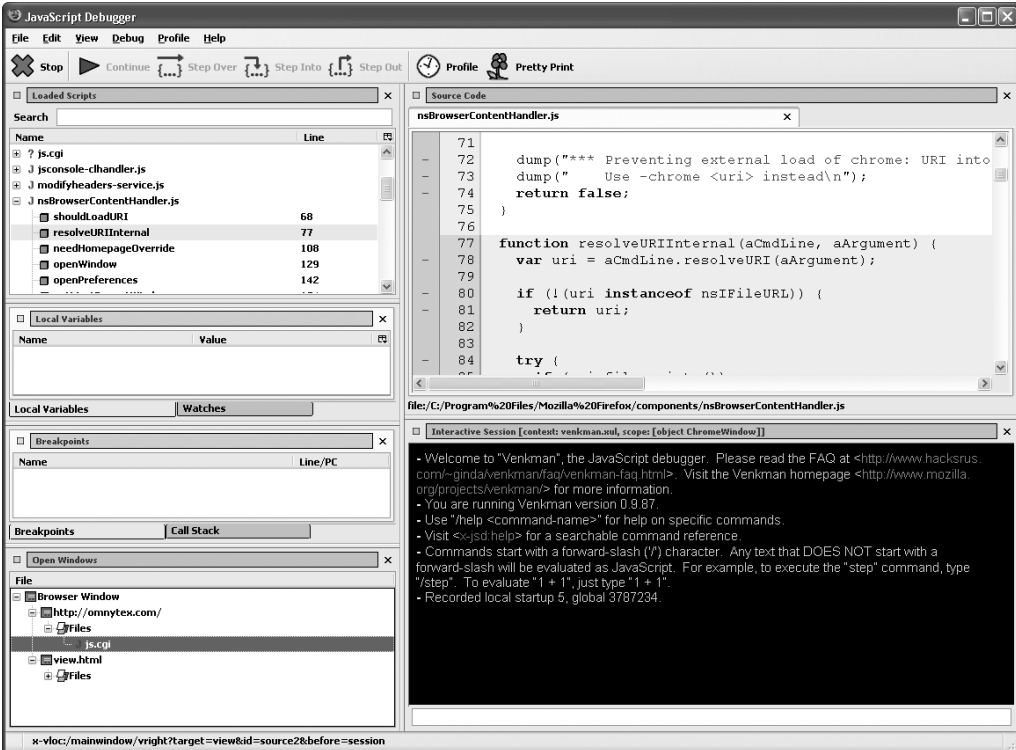 JavaScript Debugger
File Edit View Debug Profile Help
Stop Continue Step Over Step Into Step Out Profile Pretty Print
Loaded Scripts
Search
Name Line
? js.cgi
J jsconsole-clhandler.js
J modifyheaders-service.js
J nsBrowserContentHandler.js
shouldLoadURI 68
resolveURIInternal 77
needHomepageOverride 108
openWindow 129
openPreferences 142
Local Variables
Name Value
Local Variables Watches
Breakpoints
Name Line/PC
Breakpoints Call Stack
Open Windows
File
Browser Window
http://omnytex.com/
Files
J js.cgi
view.html
Files
Source Code
nsBrowserContentHandler.js
71
72 dump("*** Preventing external load of chrome: URI into
73 dump("    Use -chrome <uri> instead\n");
74 return false;
75 }
76
77 function resolveURIInternal(aCmdLine, aArgument) {
78 var uri = aCmdLine.resolveURI(aArgument);
79
80 if (!(uri instanceof nsIFileURL)) {
81 return uri;
82 }
83
84 try {
file:/C:/Program%20Files/Mozilla%20Firefox/components/nsBrowserContentHandler.js
Interactive Session [context: venkman.xul, scope: [object ChromeWindow]]
- Welcome to "Venkman", the JavaScript debugger. Please read the FAQ at <http://www.hacksrus.
com/~ginda/venkman/faq/venkman-faq.html>. Visit the Venkman homepage <http://www.mozilla.
org/projects/venkman/> for more information.
- You are running Venkman version 0.9.87.
- Use "/help <command-name>" for help on specific commands.
- Visit <x-jsd:help> for a searchable command reference.
- Commands start with a forward-slash ('/') character. Any text that DOES NOT start with a
forward-slash will be evaluated as JavaScript. For example, to execute the "step" command, type
"/step". To evaluate "1 + 1", just type "1 + 1".
- Recorded local startup 5, global 3787234.
x-vloc:/mainwindow/vright?target=view&id=source2&before=session